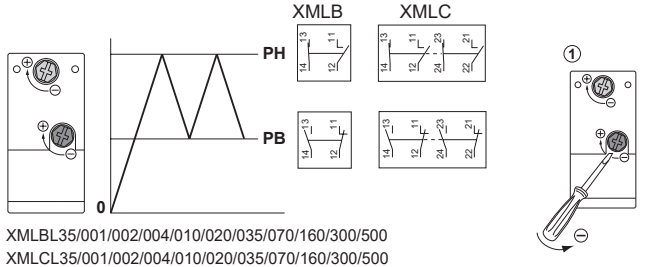 XMLB XMLC
13 11 13 11 23 21
14 12 14 12 24 22
PH
①
+ −
+ −
PB
13 11 13 11 23 21
14 12 14 12 24 22
0
+ −
+ −
−
XMLBL35/001/002/004/010/020/035/070/160/300/500
XMLCL35/001/002/004/010/020/035/070/160/300/500